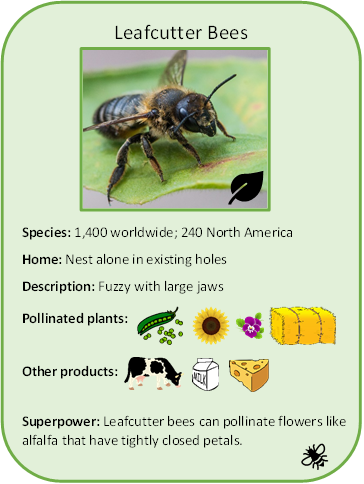 Leafcutter Bees
Species: 1,400 worldwide; 240 North America
Home: Nest alone in existing holes
Description: Fuzzy with large jaws
Pollinated plants:
Other products:
MILK
Superpower: Leafcutter bees can pollinate flowers like
alfalfa that have tightly closed petals.